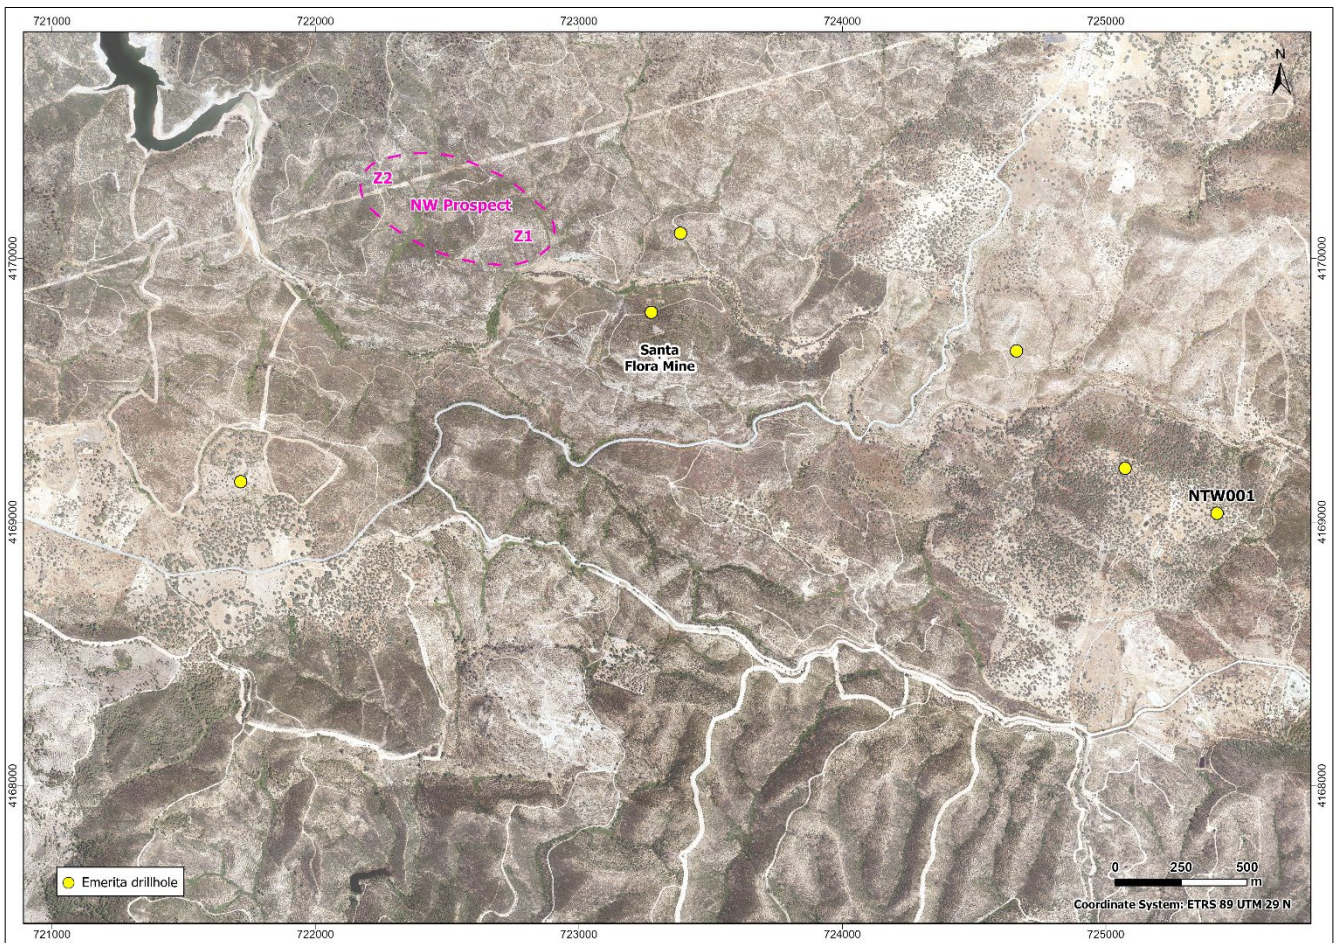 721000 722000 723000 724000 725000
N
Z2
NW Prospect
Z1
4170000 4170000
Santa
Flora Mine
NTW001
4169000 4169000
4168000 4168000
Emerita drillhole
0 250 500
m
Coordinate System: ETRS 89 UTM 29 N
721000 722000 723000 724000 725000